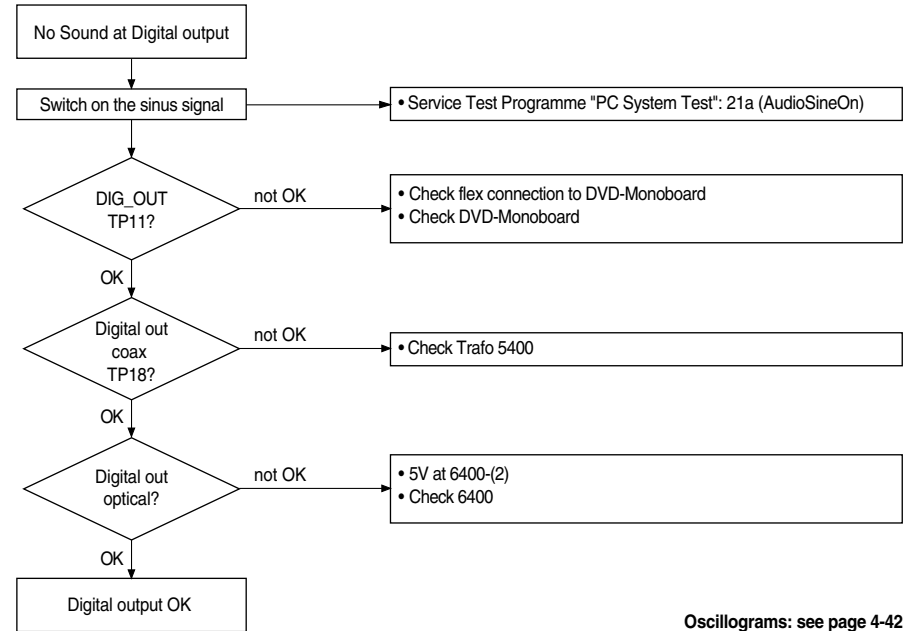 No Sound at Digital output
Switch on the sinus signal
• Service Test Programme "PC System Test": 21a (AudioSineOn)
DIG_OUT
TP11?
not OK
• Check flex connection to DVD-Monoboard
• Check DVD-Monoboard
OK
Digital out
coax
TP18?
not OK
• Check Trafo 5400
OK
Digital out
optical?
not OK
• 5V at 6400-(2)
• Check 6400
OK
Digital output OK
Oscillograms: see page 4-42